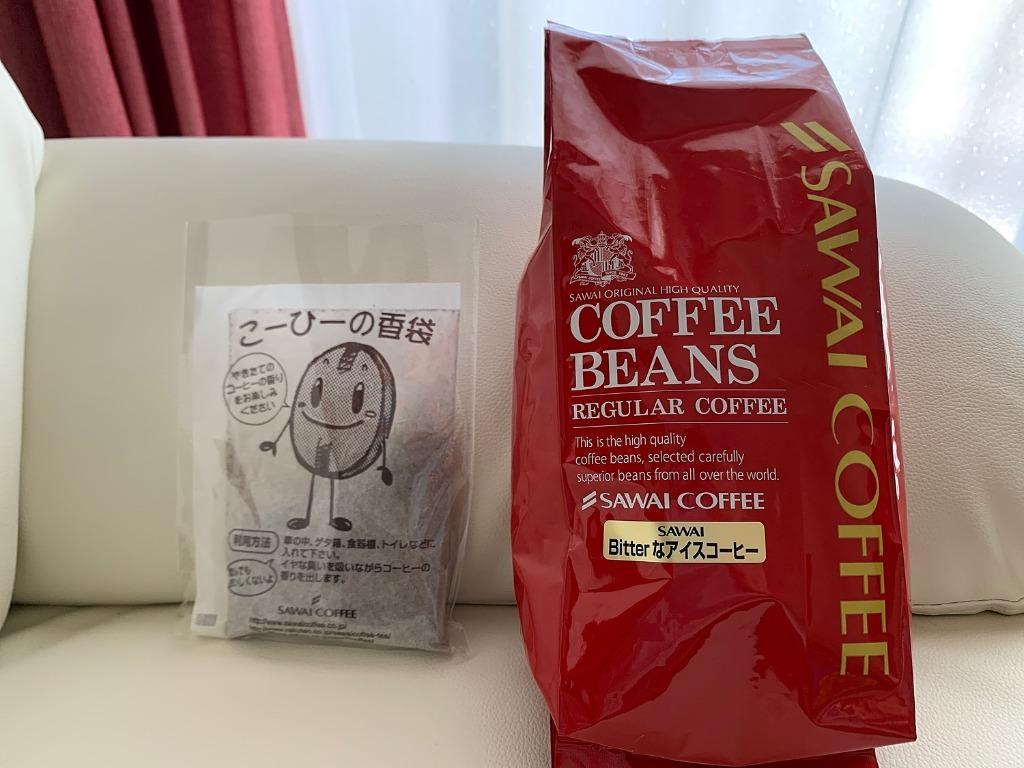 こーひーの香袋
やきたての
コーヒーの香り
をお楽しみ
ください
利用方法
車の中、ゲタ箱、食器棚、トイレなどに
入れて下さい。
イヤな臭いを吸いながらコーヒーの
香りを出します。
SAWAI COFFEE
http://www.sawaicoffee.co.jp/
SAWAI ORIGINAL HIGH QUALITY
COFFEE
BEANS
REGULAR COFFEE
This is the high quality
coffee beans, selected carefully
superior beans from all over the world.
SAWAI COFFEE
SAWAI
Bitterなアイスコーヒー
SAWAI COFFEE